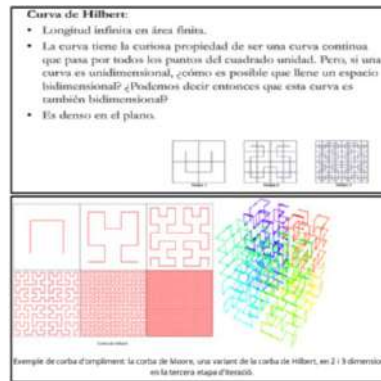 Curva de Hilbert:
• Longitud infinita en área finita.
• La curva tiene la curiosa propiedad de ser una curva continua
que pasa por todos los puntos del cuadrado unidad. Pero, si una
curva es unidimensional, ¿cómo es posible que llene un espacio
bidimensional? ¿Podemos decir entonces que esta curva es
también bidimensional?
• Es denso en el plano.
Exemple de corba d'ompliment: la corba de Moore, una variant de la corba de Hilbert, en 2 i 3 dimensions
en la tercera etapa d'iteració.